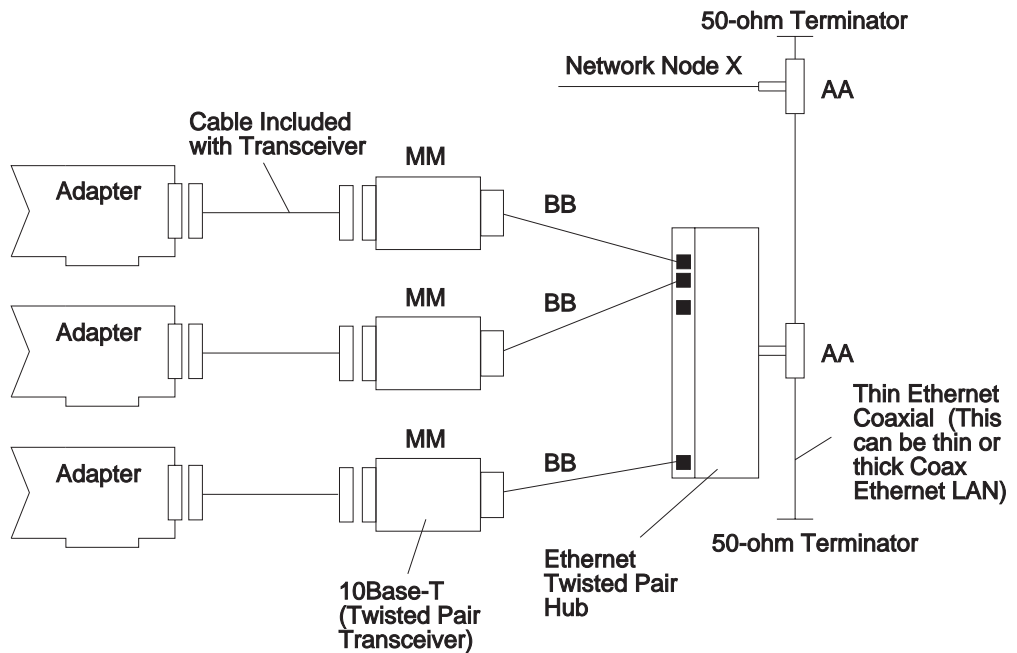 50-ohm Terminator
Network Node X
AA
Cable Included
with Transceiver
MM
Adapter
BB
MM
BB
Adapter
AA
Thin Ethernet
Coaxial (This
can be thin or
thick Coax
Ethernet LAN)
MM
BB
Adapter
50-ohm Terminator
Ethernet
Twisted Pair
Hub
10Base-T
(Twisted Pair
Transceiver)